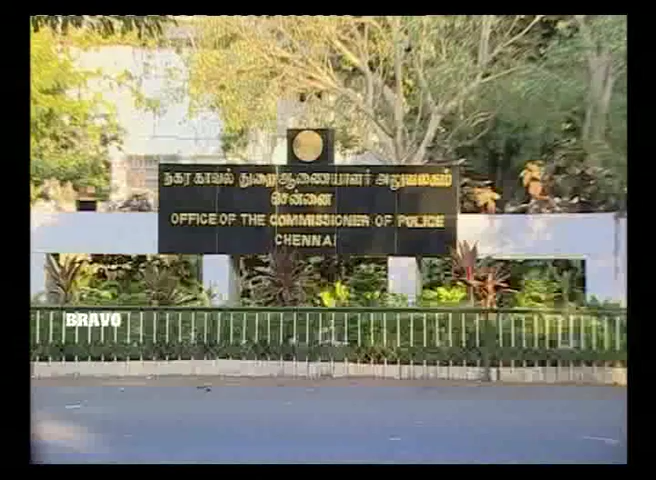 நகர காவல் துறை ஆணையாளர் அலுவலகம்
சென்னை
OFFICE OF THE COMMISSIONER OF POLICE
CHENNAI
BRAVO